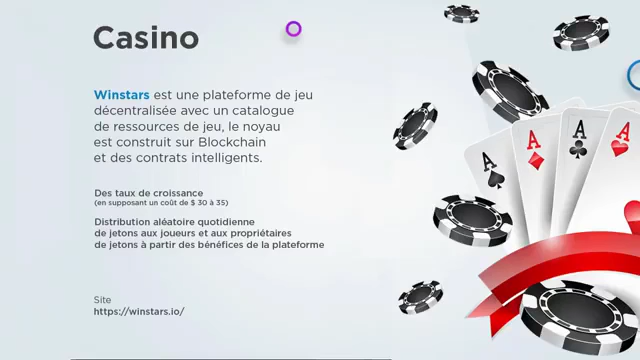 Casino
Winstars est une plateforme de jeu
décentralisée avec un catalogue
de ressources de jeu, le noyau
est construit sur Blockchain
et des contrats intelligents.
Des taux de croissance
(en supposant un coût de $ 30 à 35)
Distribution aléatoire quotidienne
de jetons aux joueurs et aux propriétaires
de jetons à partir des bénéfices de la plateforme
Site
https://winstars.io/
A
A
A
A